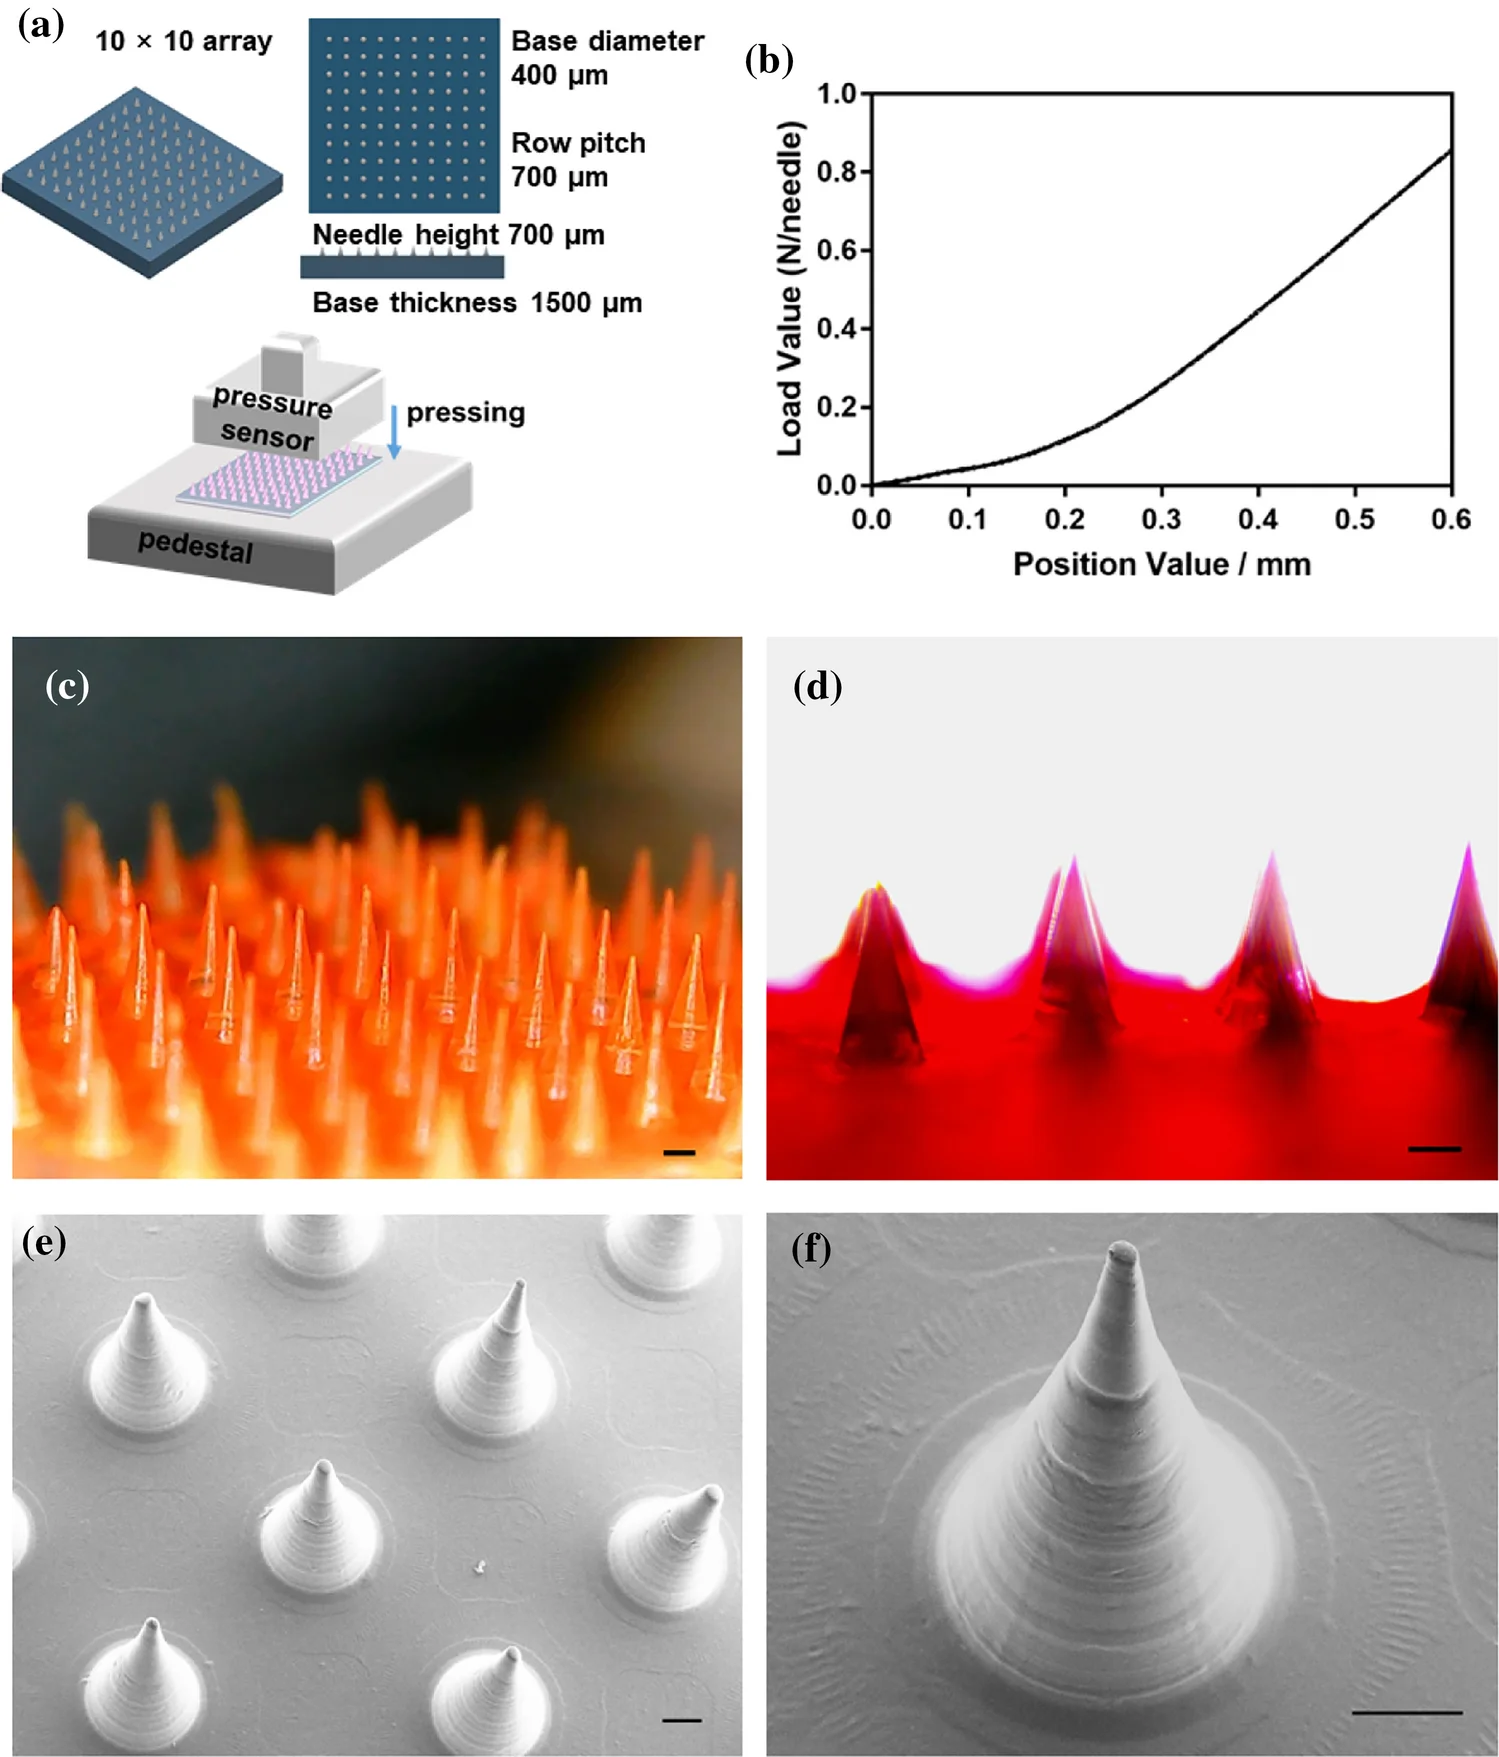 (a)
10 × 10 array
Base diameter
400 μm
Row pitch
700 μm
Needle height 700 μm
Base thickness 1500 μm
pressure
sensor
pressing
pedestal
(b)
Load Value (N/needle)
1.0
0.8
0.6
0.4
0.2
0.0
0.0 0.1 0.2 0.3 0.4 0.5 0.6
Position Value / mm
(c)
(d)
(e)
(f)